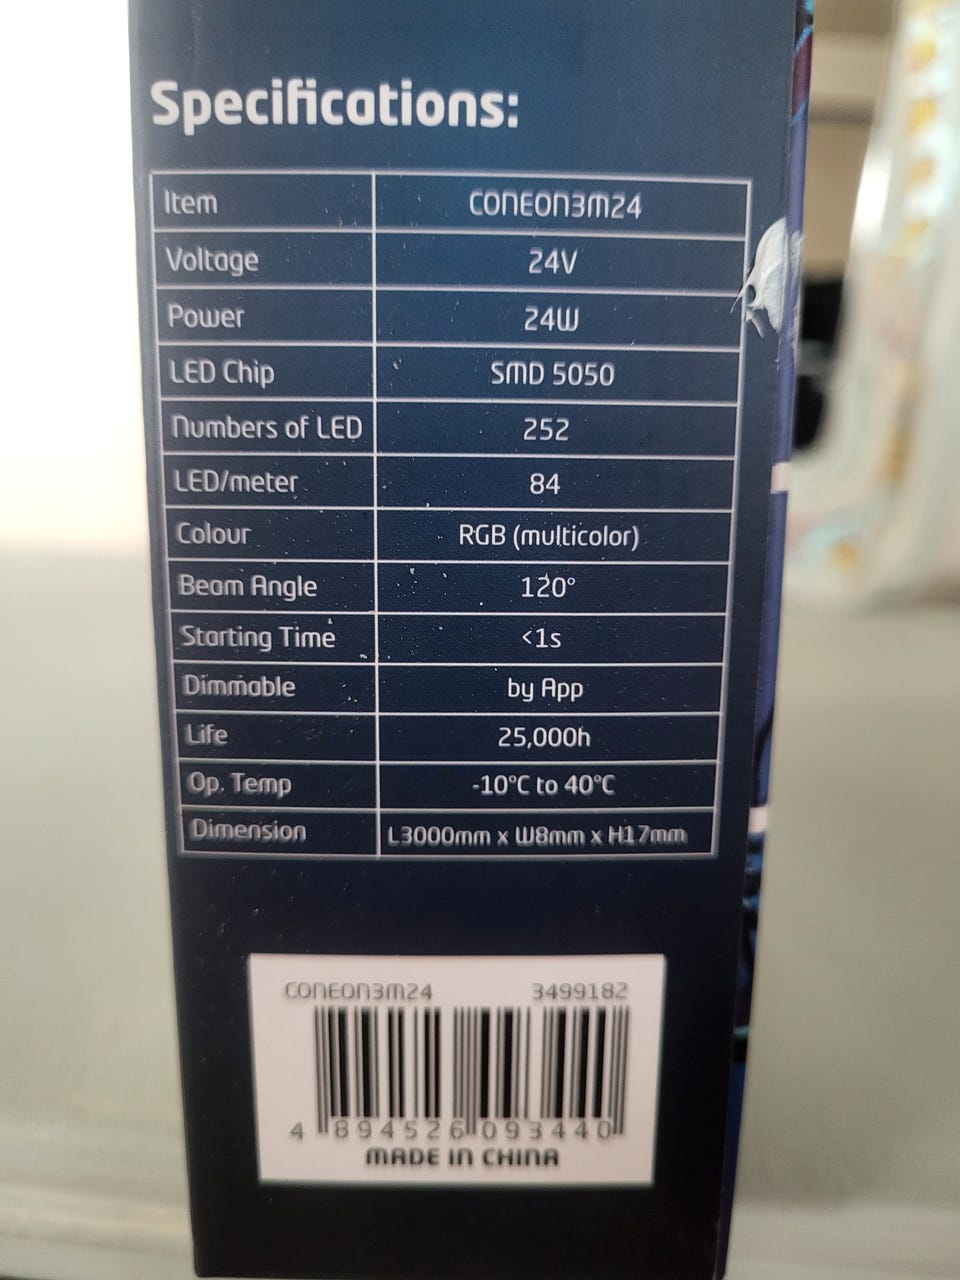 Specifications:
Item CONEON3M24
Voltage 24V
Power 24W
LED Chip SMD 5050
Numbers of LED 252
LED/meter 84
Colour RGB (multicolor)
Beam Angle 120°
Starting Time <1s
Dimmable by App
Life 25,000h
Op. Temp -10°C to 40°C
Dimension L3000mm x W8mm x H17mm
CONEON3M24 3499182
4 894526 093440
MADE IN CHINA